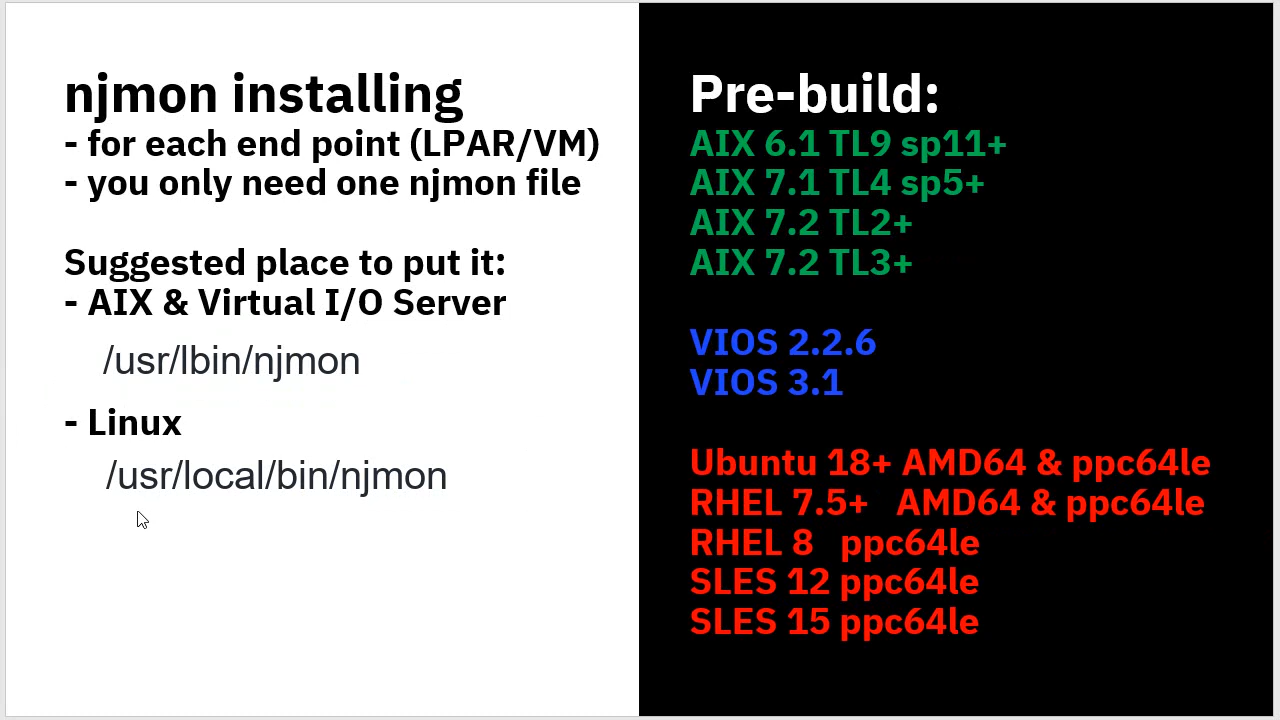 njmon installing
- for each end point (LPAR/VM)
- you only need one njmon file
Suggested place to put it:
- AIX & Virtual I/O Server
/usr/lbin/njmon
- Linux
/usr/local/bin/njmon
Pre-build:
AIX 6.1 TL9 sp11+
AIX 7.1 TL4 sp5+
AIX 7.2 TL2+
AIX 7.2 TL3+
VIOS 2.2.6
VIOS 3.1
Ubuntu 18+ AMD64 & ppc64le
RHEL 7.5+ AMD64 & ppc64le
RHEL 8 ppc64le
SLES 12 ppc64le
SLES 15 ppc64le